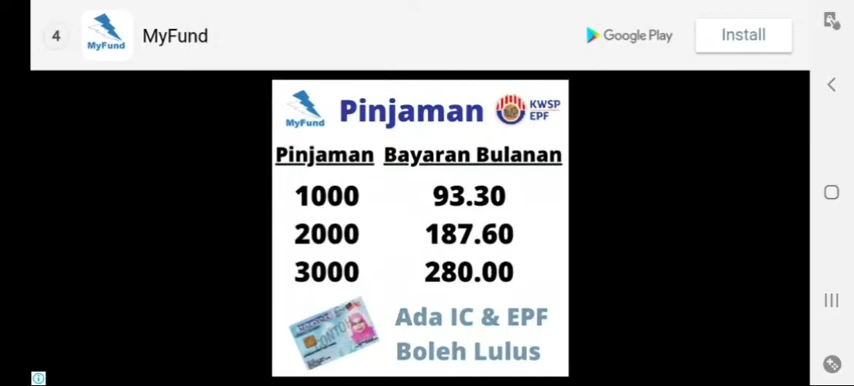 4
MyFund
MyFund
Google Play
Install
MyFund
Pinjaman
KWSP
EPF
Pinjaman Bayaran Bulanan
1000 93.30
2000 187.60
3000 280.00
CONTOH
Ada IC & EPF
Boleh Lulus